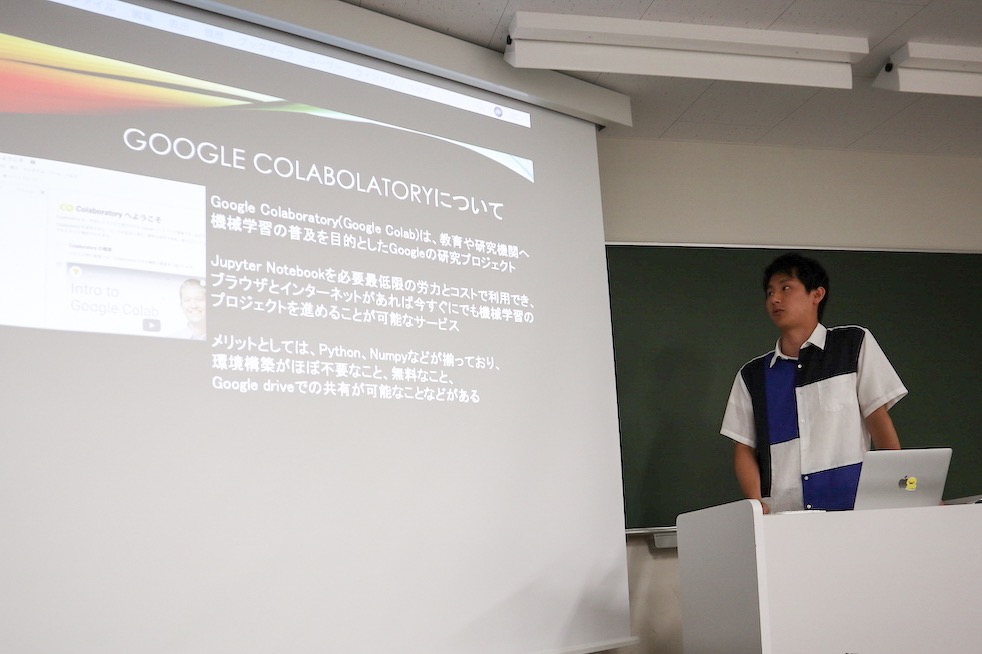 GOOGLE COLABOLATORYについて
Colaboratory へようこそ
Intro to
Google Colab
Google Colaboratory(Google Colab)は、教育や研究機関へ
機械学習の普及を目的としたGoogleの研究プロジェクト
Jupyter Notebookを必要最低限の労力とコストで利用でき、
ブラウザとインターネットがあれば今すぐにでも機械学習の
プロジェクトを進めることが可能なサービス
メリットとしては、Python、Numpyなどが揃っており、
環境構築がほぼ不要なこと、無料なこと、
Google driveでの共有が可能なことなどがある